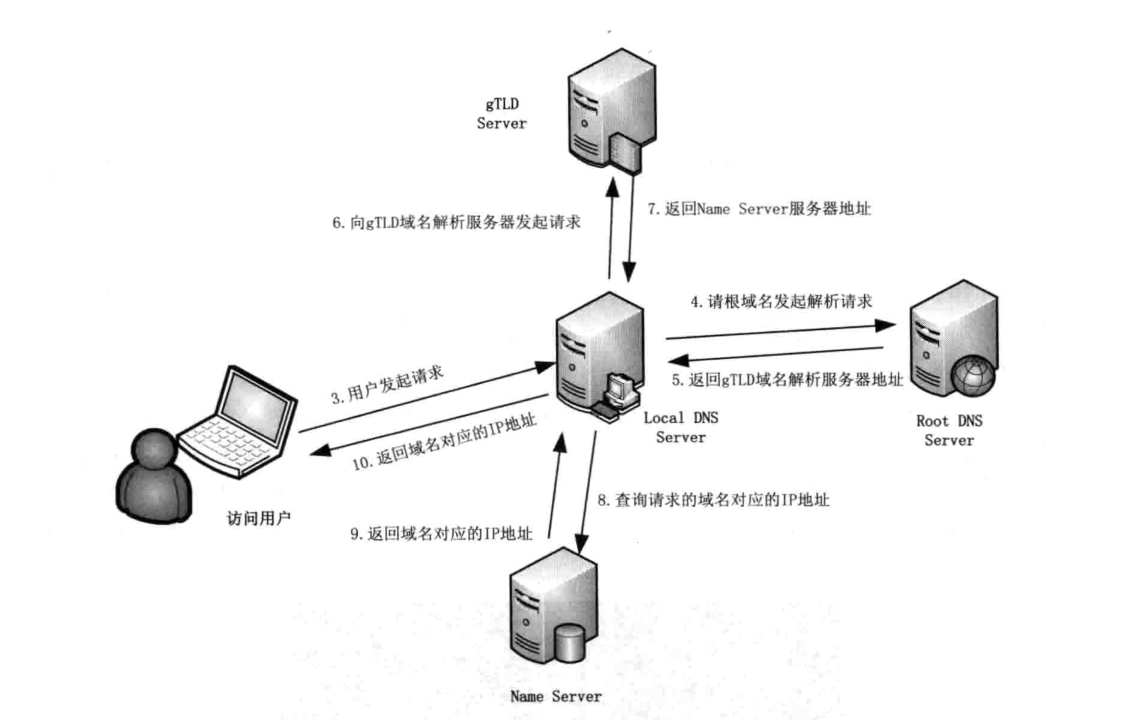 gTLD
Server
6.向gTLD域名解析服务器发起请求
7.返回Name Server服务器地址
4.请根域名发起解析请求
3.用户发起请求
5.返回gTLD域名解析服务器地址
Local DNS
Server
Root DNS
Server
10.返回域名对应的IP地址
8.查询请求的域名对应的IP地址
访问用户
9.返回域名对应的IP地址
Name Server